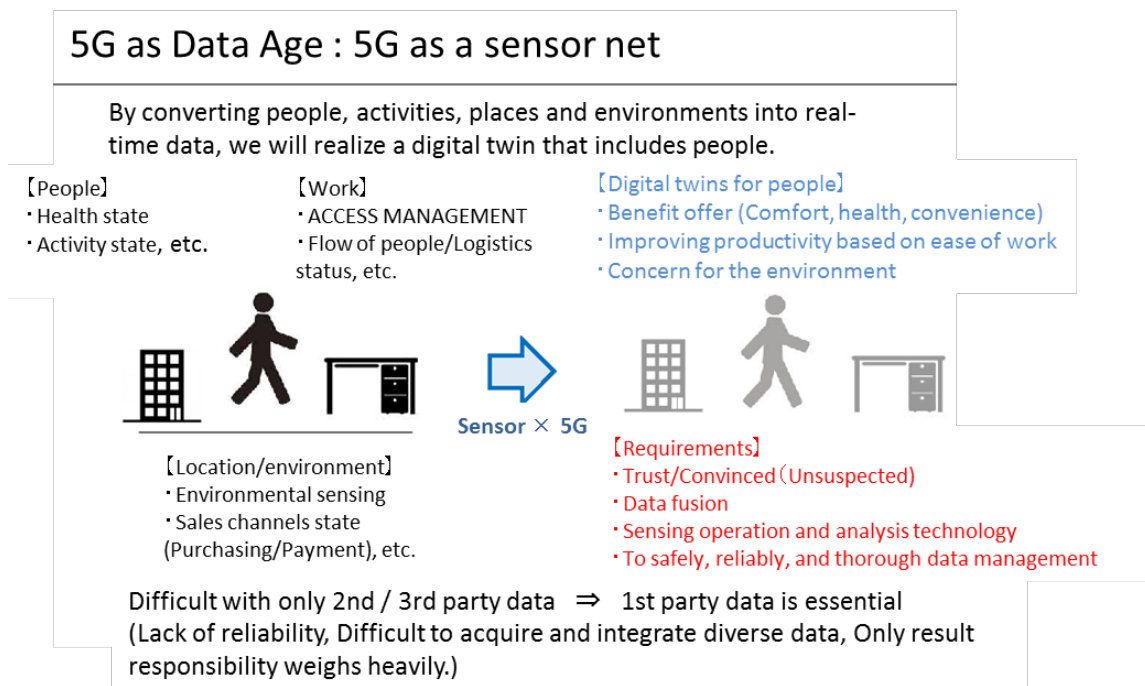 5G as Data Age : 5G as a sensor net
By converting people, activities, places and environments into real-
time data, we will realize a digital twin that includes people.
【People】
・Health state
・Activity state, etc.
【Work】
・ACCESS MANAGEMENT
・Flow of people/Logistics
status, etc.
【Digital twins for people】
・Benefit offer (Comfort, health, convenience)
・Improving productivity based on ease of work
・Concern for the environment
Sensor × 5G
【Location/environment】
・Environmental sensing
・Sales channels state
(Purchasing/Payment), etc.
【Requirements】
・Trust/Convinced（Unsuspected)
・Data fusion
・Sensing operation and analysis technology
・To safely, reliably, and thorough data management
Difficult with only 2nd / 3rd party data ⇒ 1st party data is essential
(Lack of reliability, Difficult to acquire and integrate diverse data, Only result
responsibility weighs heavily.)